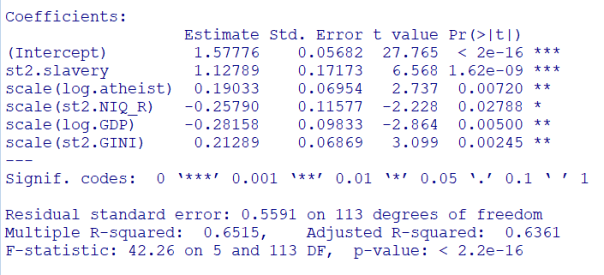 Coefficients:
Estimate Std. Error t value Pr(>|t|)
(Intercept) 1.57776 0.05682 27.765 < 2e-16 ***
st2.slavery 1.12789 0.17173 6.568 1.62e-09 ***
scale(log.atheist) 0.19033 0.06954 2.737 0.00720 **
scale(st2.NIQ_R) -0.25790 0.11577 -2.228 0.02788 *
scale(log.GDP) -0.28158 0.09833 -2.864 0.00500 **
scale(st2.GINI) 0.21289 0.06869 3.099 0.00245 **
---
Signif. codes: 0 ‘***’ 0.001 ‘**’ 0.01 ‘*’ 0.05 ‘.’ 0.1 ‘ ’ 1
Residual standard error: 0.5591 on 113 degrees of freedom
Multiple R-squared: 0.6515, Adjusted R-squared: 0.6361
F-statistic: 42.26 on 5 and 113 DF, p-value: < 2.2e-16